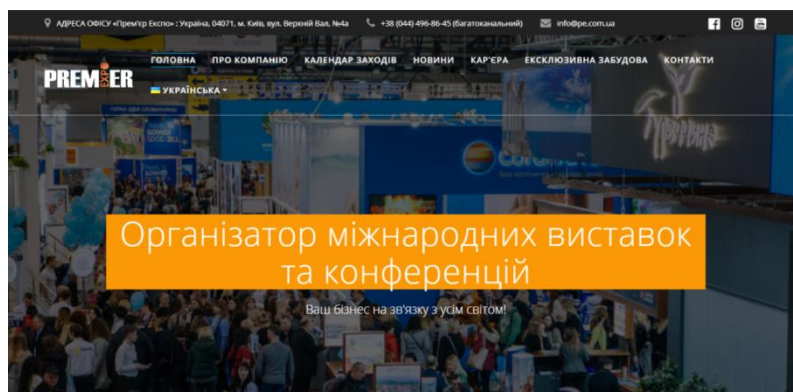 АДРЕСА ОФІСУ «Прем'єр Експо» : Україна, 04071, м. Київ, вул. Верхній Вал, №4а
+38 (044) 496-86-45 (багатоканальний)
info@pe.com.ua
PREMIER
EXPO
ГОЛОВНА ПРО КОМПАНІЮ КАЛЕНДАР ЗАХОДІВ НОВИНИ КАР'ЄРА ЕКСКЛЮЗИВНА ЗАБУДОВА КОНТАКТИ
УКРАЇНСЬКА
Організатор міжнародних виставок
та конференцій
Ваш бізнес на зв'язку з усім світом!